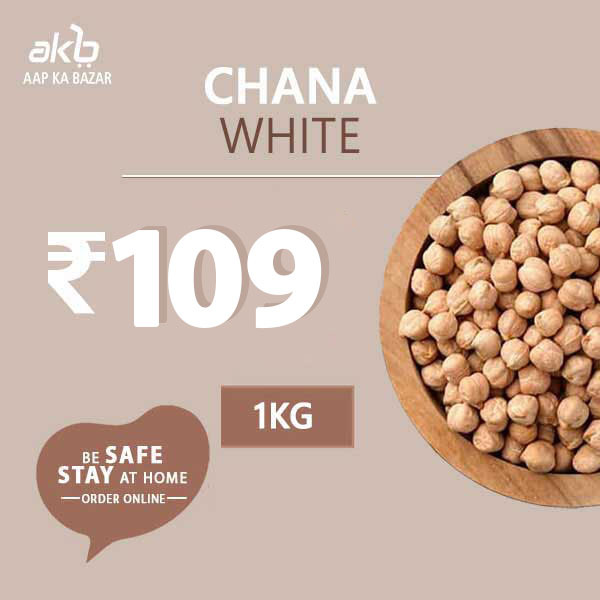 akb
AAP KA BAZAR
CHANA
WHITE
₹109
1KG
BE SAFE
STAY AT HOME
ORDER ONLINE